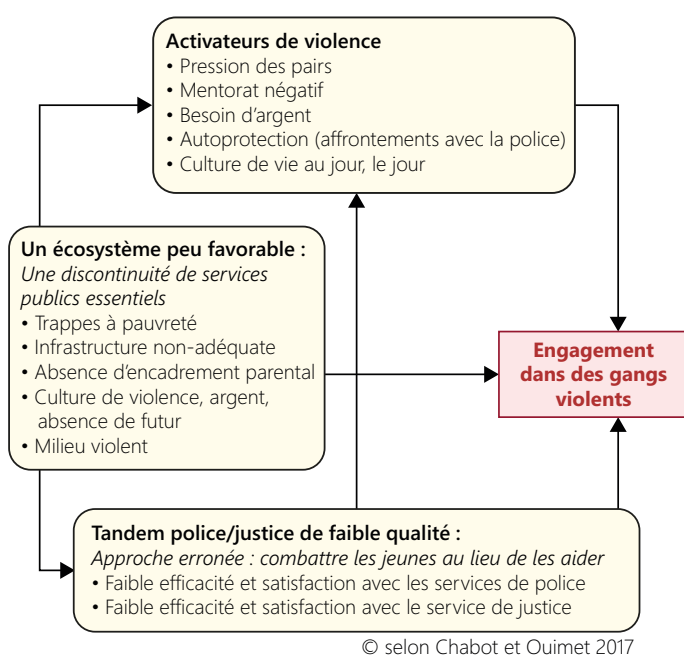 Activateurs de violence
• Pression des pairs
• Mentorat négatif
• Besoin d'argent
• Autoprotection (affrontements avec la police)
• Culture de vie au jour, le jour
Un écosystème peu favorable :
Une discontinuité de services
publics essentiels
• Trappes à pauvreté
• Infrastructure non-adéquate
• Absence d'encadrement parental
• Culture de violence, argent,
absence de futur
• Milieu violent
Engagement
dans des gangs
violents
Tandem police/justice de faible qualité :
Approche erronée : combattre les jeunes au lieu de les aider
• Faible efficacité et satisfaction avec les services de police
• Faible efficacité et satisfaction avec le service de justice
© selon Chabot et Ouimet 2017